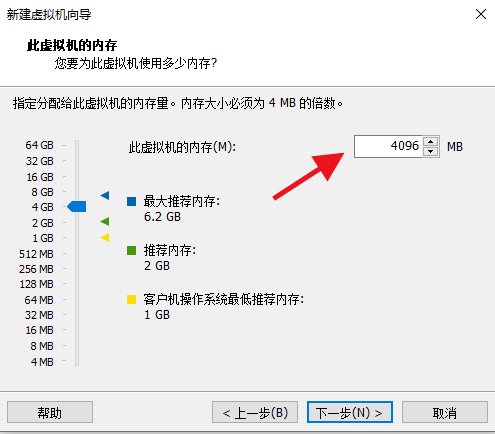 新建虚拟机向导
此虚拟机的内存
您要为此虚拟机使用多少内存?
指定分配给此虚拟机的内存量。内存大小必须为 4 MB 的倍数。
64 GB
32 GB
16 GB
8 GB
4 GB
2 GB
1 GB
512 MB
256 MB
128 MB
64 MB
32 MB
16 MB
8 MB
4 MB
此虚拟机的内存(M):
4096
MB
最大推荐内存:
6.2 GB
推荐内存:
2 GB
客户机操作系统最低推荐内存:
1 GB
帮助
< 上一步(B)
下一步(N) >
取消